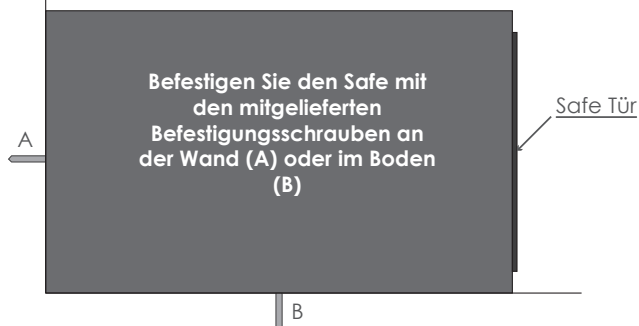 Befestigen Sie den Safe mit
den mitgelieferten
Befestigungsschrauben an
der Wand (A) oder im Boden
(B)
Safe Tür
A
B